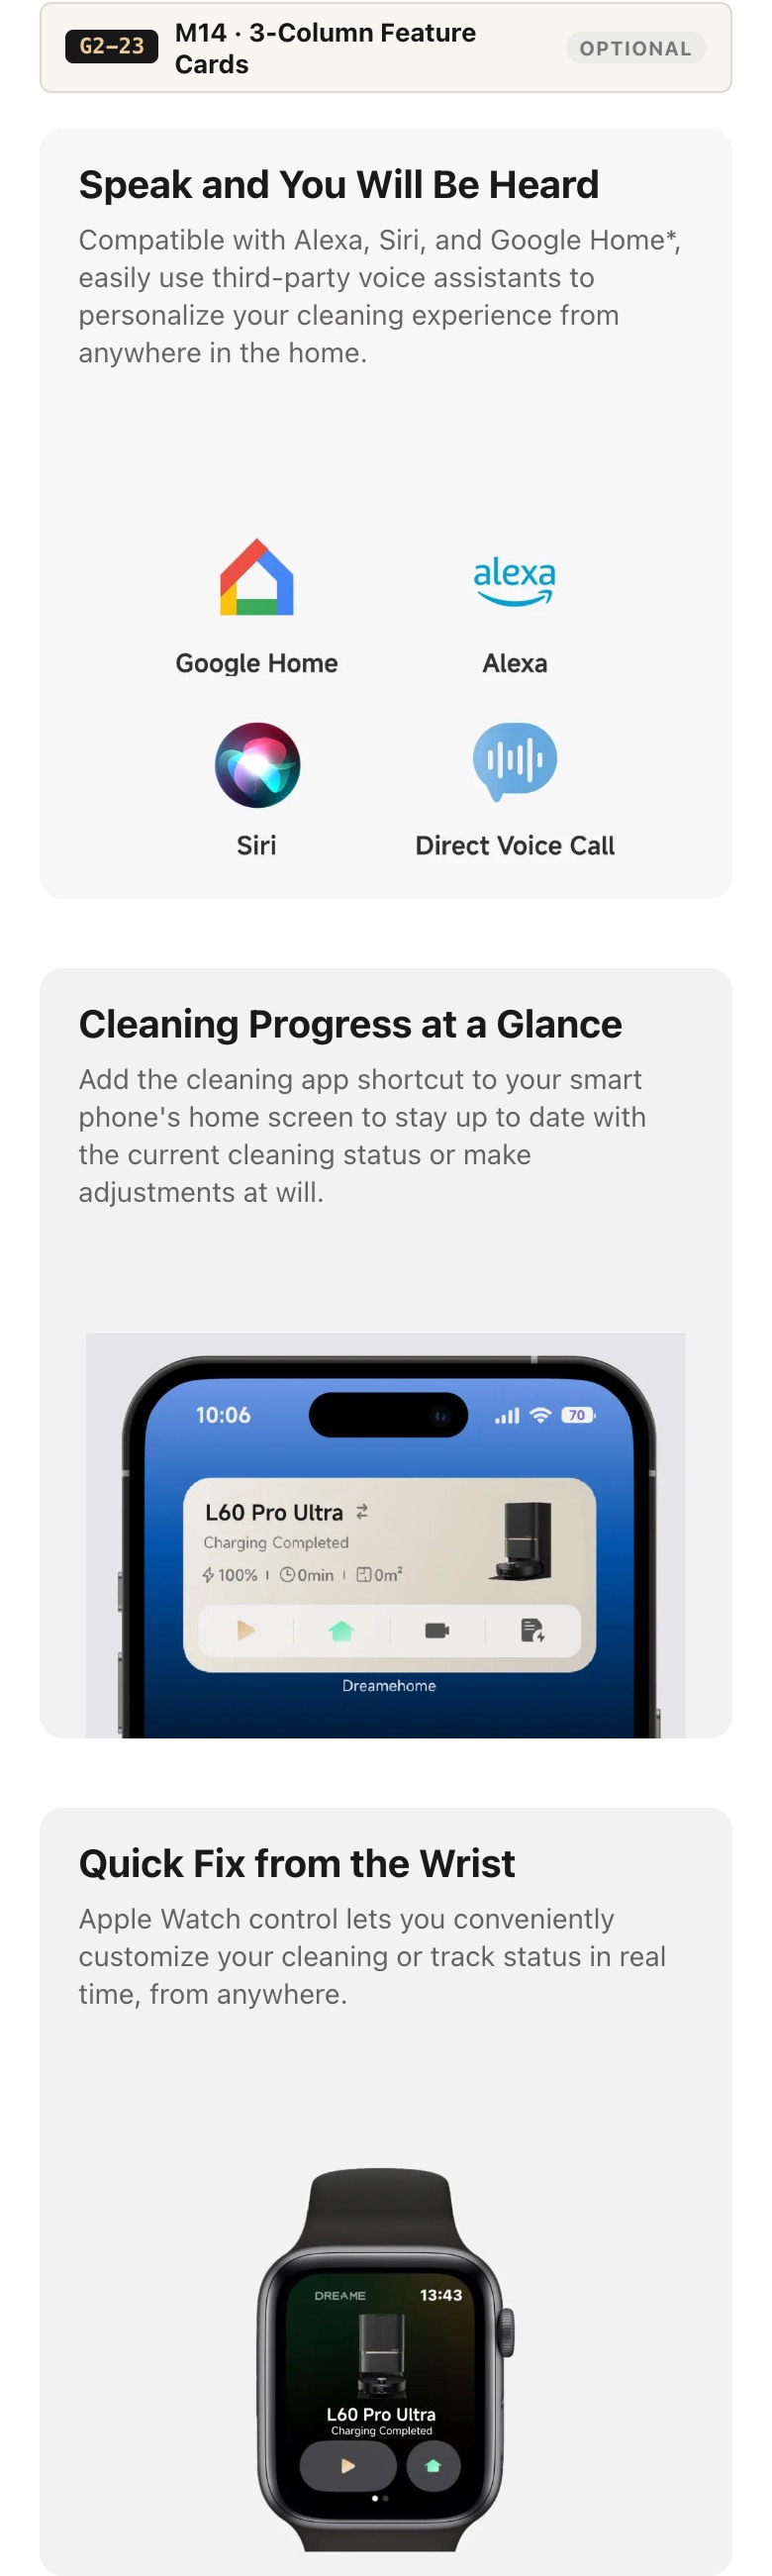 G2-23
M14 · 3-Column Feature
Cards
OPTIONAL
Speak and You Will Be Heard
Compatible with Alexa, Siri, and Google Home*,
easily use third-party voice assistants to
personalize your cleaning experience from
anywhere in the home.
alexa
Google Home
Alexa
Siri
Direct Voice Call
Cleaning Progress at a Glance
Add the cleaning app shortcut to your smart
phone's home screen to stay up to date with
the current cleaning status or make
adjustments at will.
10:06
70
L60 Pro Ultra
Charging Completed
100%
0min
0m²
Dreamehome
Quick Fix from the Wrist
Apple Watch control lets you conveniently
customize your cleaning or track status in real
time, from anywhere.
DREAME
13:43
L60 Pro Ultra
Charging Completed